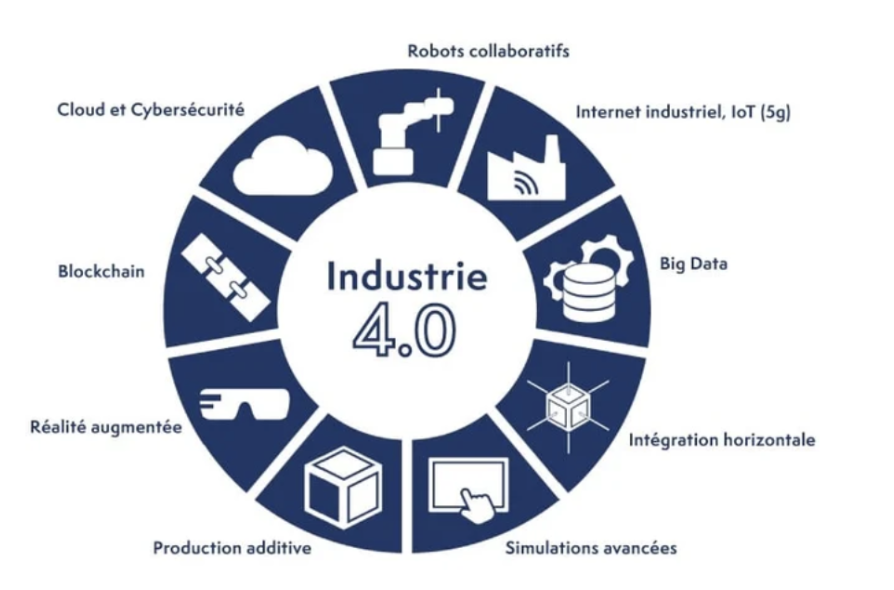 Robots collaboratifs
Cloud et Cybersécurité
Internet industriel, IoT (5g)
Blockchain
Big Data
Industrie
4.0
Réalité augmentée
Intégration horizontale
Production additive
Simulations avancées